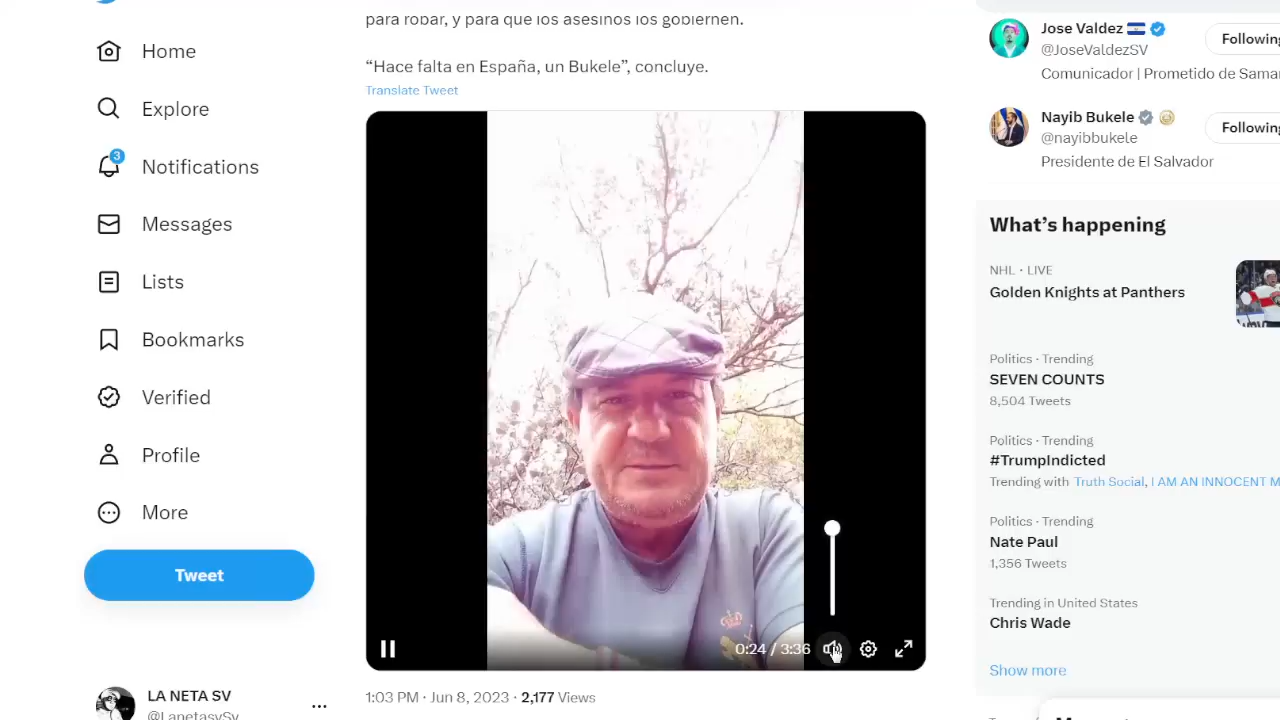 Home
Explore
3
Notifications
Messages
Lists
Bookmarks
Verified
Profile
More
Tweet
LA NETA SV
@LanetasvSv
para robar, y para que los asesinos los gobiernen.
“Hace falta en España, un Bukele”, concluye.
Translate Tweet
0:24 / 3:36
1:03 PM · Jun 8, 2023 · 2,177 Views
Jose Valdez
@JoseValdezSV
Following
Comunicador | Prometido de Samar
Nayib Bukele
@nayibbukele
Following
Presidente de El Salvador
What’s happening
NHL · LIVE
Golden Knights at Panthers
Politics · Trending
SEVEN COUNTS
8,504 Tweets
Politics · Trending
#TrumpIndicted
Trending with Truth Social, I AM AN INNOCENT M
Politics · Trending
Nate Paul
1,356 Tweets
Trending in United States
Chris Wade
Show more